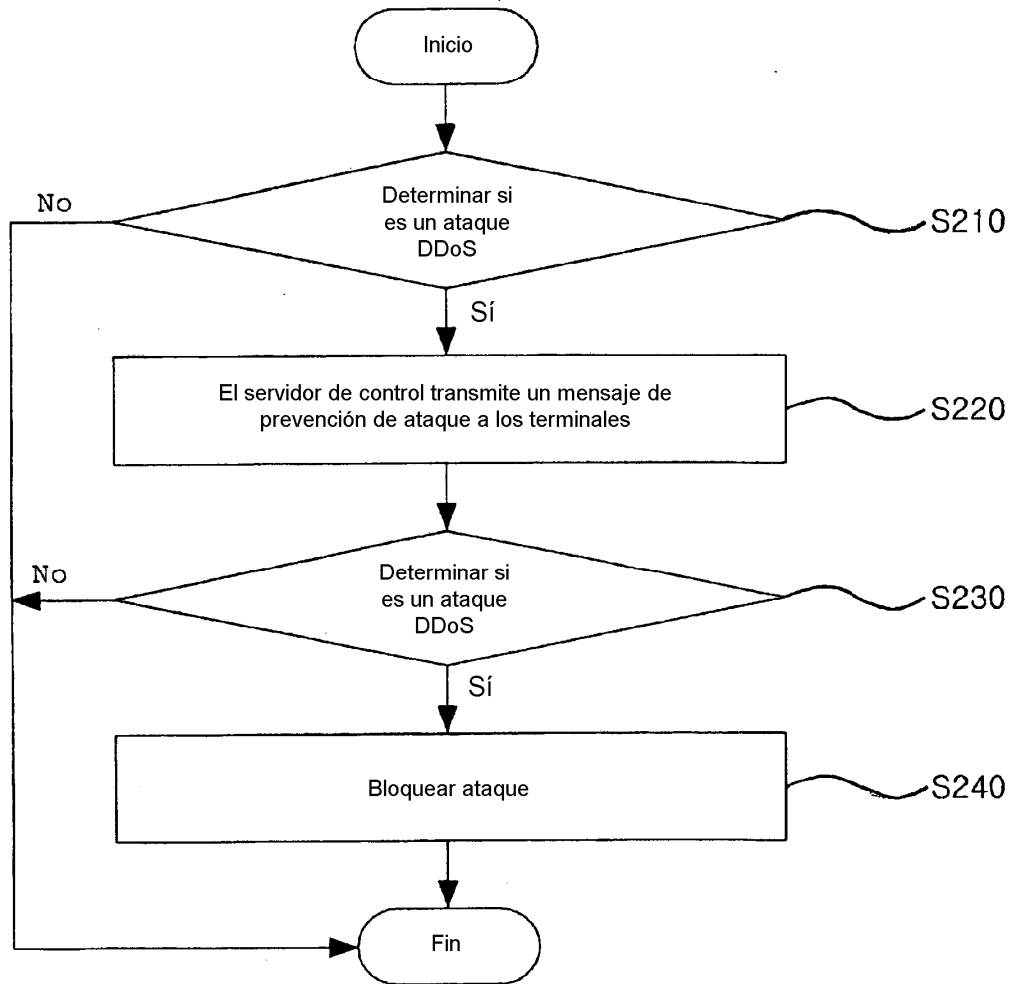 Inicio
No
Determinar si
es un ataque
DDoS
S210
Sí
El servidor de control transmite un mensaje de
prevención de ataque a los terminales
S220
No
Determinar si
es un ataque
DDoS
S230
Sí
Bloquear ataque
S240
Fin